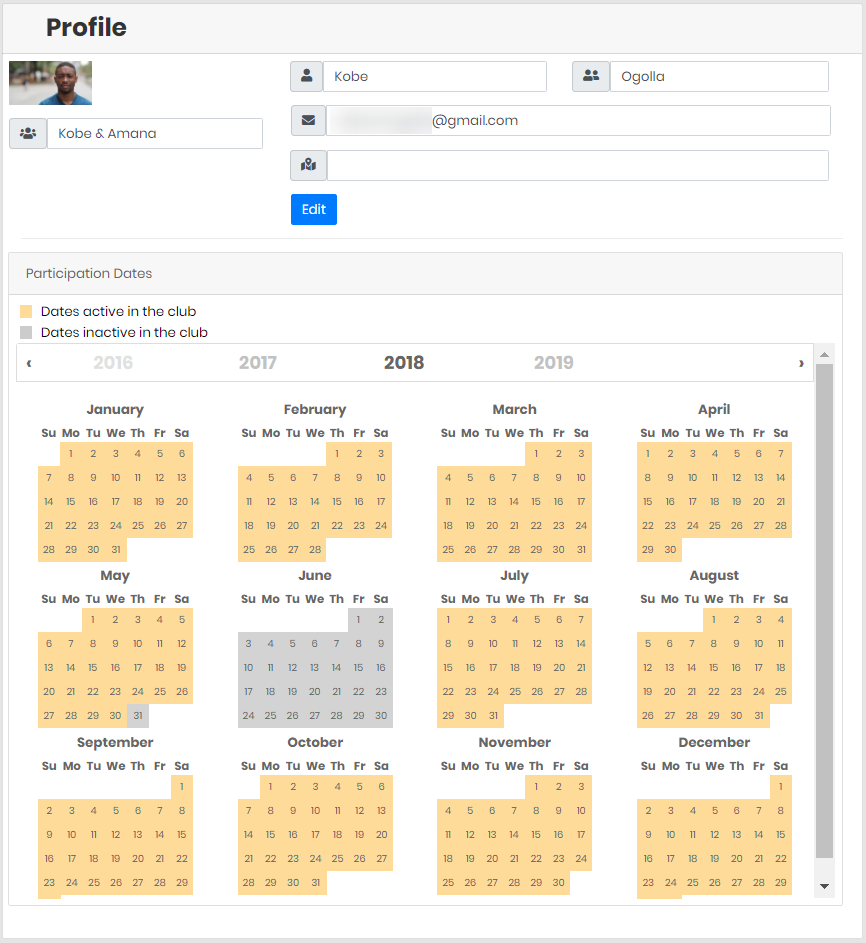 Profile
Kobe
Ogolla
Kobe & Amana
@gmail.com
Edit
Participation Dates
Dates active in the club
Dates inactive in the club
‹ 2016 2017 2018 2019 ›
January February March April
Su Mo Tu We Th Fr Sa Su Mo Tu We Th Fr Sa Su Mo Tu We Th Fr Sa Su Mo Tu We Th Fr Sa
1 2 3 4 5 6 1 2 3 1 2 3 1 2 3 4 5 6 7
7 8 9 10 11 12 13 4 5 6 7 8 9 10 4 5 6 7 8 9 10 8 9 10 11 12 13 14
14 15 16 17 18 19 20 11 12 13 14 15 16 17 11 12 13 14 15 16 17 15 16 17 18 19 20 21
21 22 23 24 25 26 27 18 19 20 21 22 23 24 18 19 20 21 22 23 24 22 23 24 25 26 27 28
28 29 30 31 25 26 27 28 25 26 27 28 29 30 31 29 30
May June July August
Su Mo Tu We Th Fr Sa Su Mo Tu We Th Fr Sa Su Mo Tu We Th Fr Sa Su Mo Tu We Th Fr Sa
1 2 3 4 5 1 2 1 2 3 4 5 6 7 1 2 3 4
6 7 8 9 10 11 12 3 4 5 6 7 8 9 8 9 10 11 12 13 14 5 6 7 8 9 10 11
13 14 15 16 17 18 19 10 11 12 13 14 15 16 15 16 17 18 19 20 21 12 13 14 15 16 17 18
20 21 22 23 24 25 26 17 18 19 20 21 22 23 22 23 24 25 26 27 28 19 20 21 22 23 24 25
27 28 29 30 31 24 25 26 27 28 29 30 29 30 31 26 27 28 29 30 31
September October November December
Su Mo Tu We Th Fr Sa Su Mo Tu We Th Fr Sa Su Mo Tu We Th Fr Sa Su Mo Tu We Th Fr Sa
1 1 2 3 4 5 6 1 2 3 1
2 3 4 5 6 7 8 7 8 9 10 11 12 13 4 5 6 7 8 9 10 2 3 4 5 6 7 8
9 10 11 12 13 14 15 14 15 16 17 18 19 20 11 12 13 14 15 16 17 9 10 11 12 13 14 15
16 17 18 19 20 21 22 21 22 23 24 25 26 27 18 19 20 21 22 23 24 16 17 18 19 20 21 22
23 24 25 26 27 28 29 28 29 30 31 25 26 27 28 29 30 23 24 25 26 27 28 29